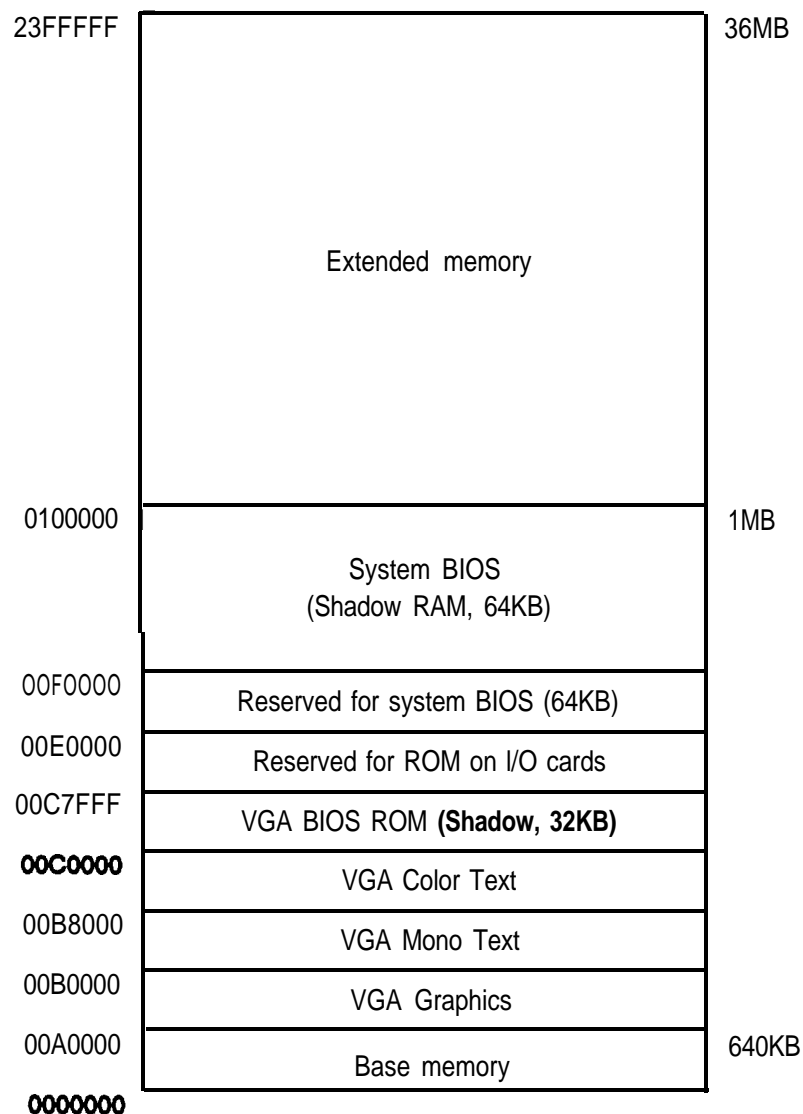 23FFFFF 36MB
Extended memory
0100000 1MB
System BIOS
(Shadow RAM, 64KB)
00F0000
Reserved for system BIOS (64KB)
00E0000
Reserved for ROM on I/O cards
00C7FFF
VGA BIOS ROM (Shadow, 32KB)
00C0000
VGA Color Text
00B8000
VGA Mono Text
00B0000
VGA Graphics
00A0000 640KB
Base memory
0000000